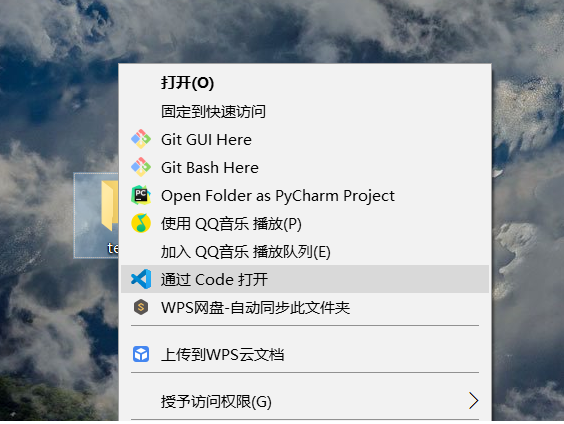 打开(O)
固定到快速访问
Git GUI Here
Git Bash Here
Open Folder as PyCharm Project
使用 QQ音乐 播放(P)
加入 QQ音乐 播放队列(E)
通过 Code 打开
WPS网盘-自动同步此文件夹
上传到WPS云文档
授予访问权限(G)